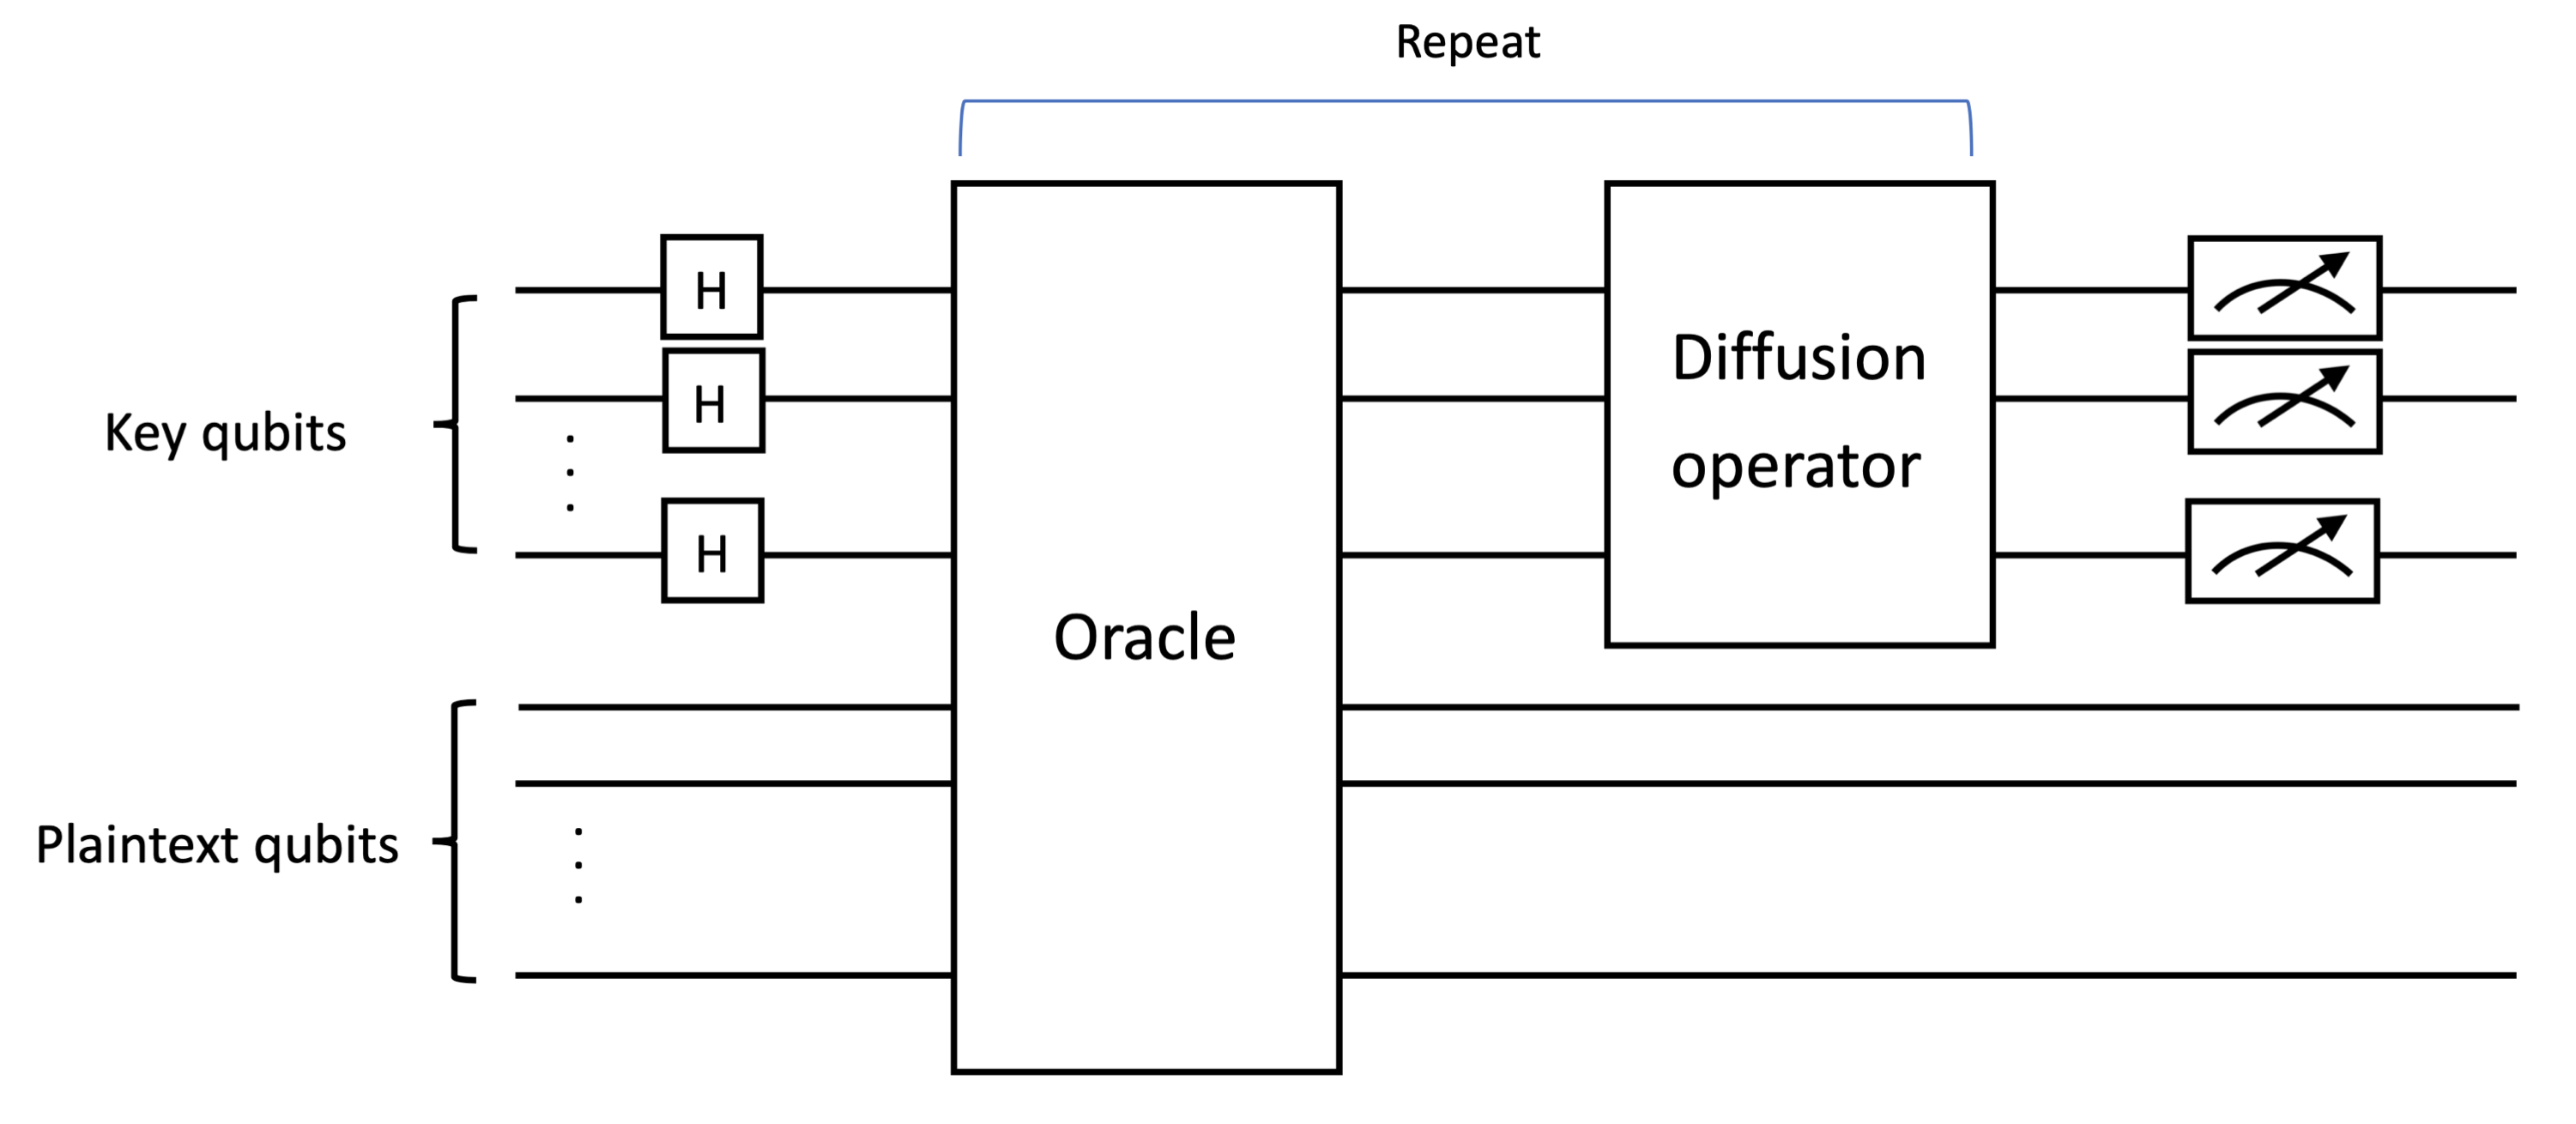 Repeat
H
H
H
Key qubits
Oracle
Diffusion
operator
Plaintext qubits